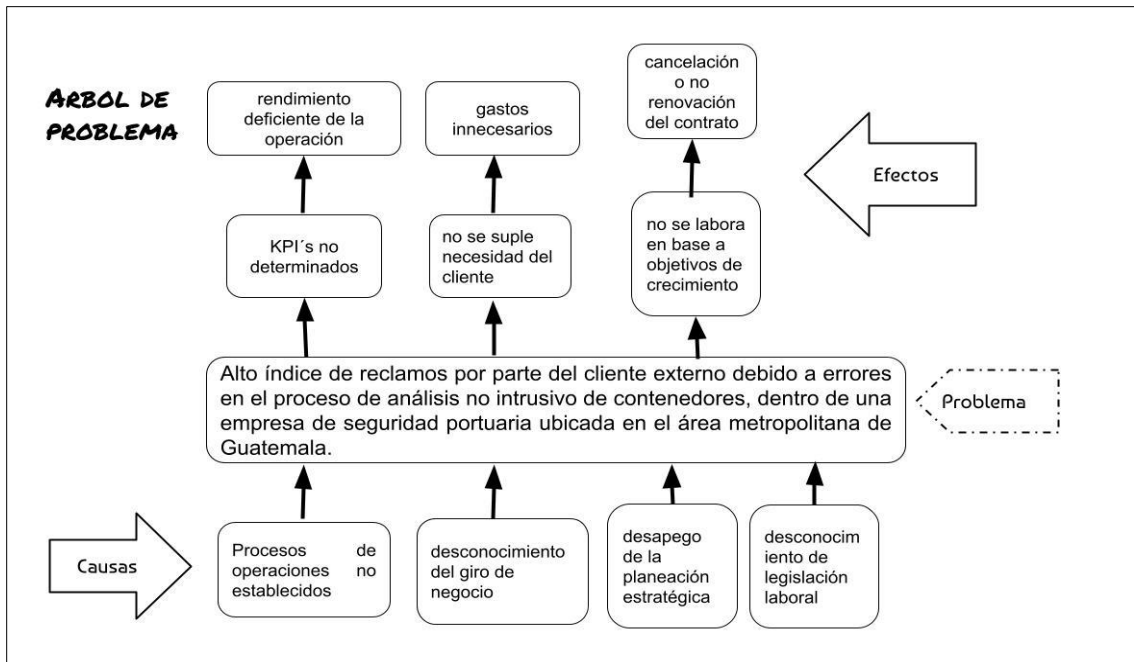 ARBOL DE
PROBLEMA
rendimiento
deficiente de la
operación
gastos
innecesarios
cancelación
o no
renovación
del contrato
Efectos
KPI´s no
determinados
no se suple
necesidad del
cliente
no se labora
en base a
objetivos de
crecimiento
Alto índice de reclamos por parte del cliente externo debido a errores
en el proceso de análisis no intrusivo de contenedores, dentro de una
empresa de seguridad portuaria ubicada en el área metropolitana de
Guatemala.
Problema
Causas
Procesos de
operaciones no
establecidos
desconocimiento
del giro de
negocio
desapego
de la
planeación
estratégica
desconocim
iento de
legislación
laboral